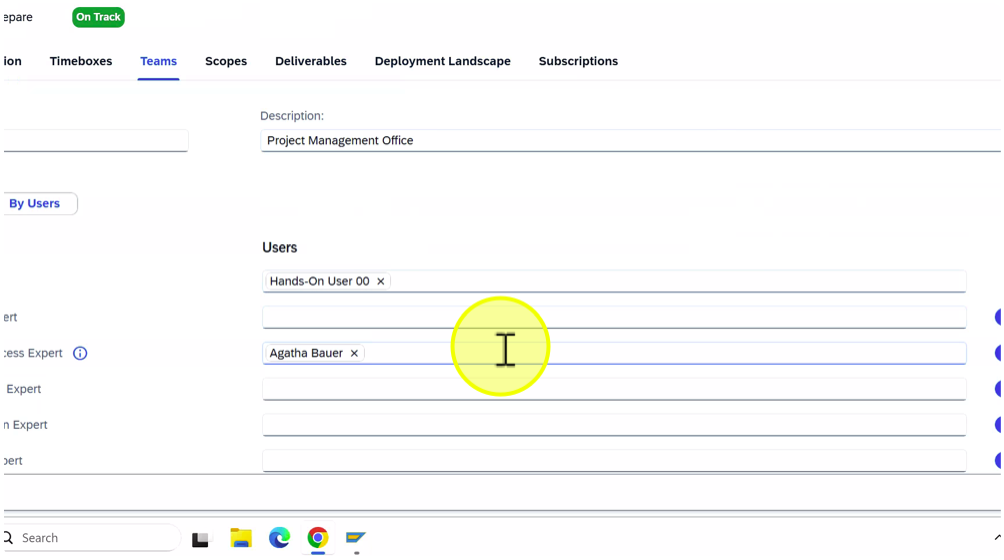 epare On Track
ion Timeboxes Teams Scopes Deliverables Deployment Landscape Subscriptions
Description:
Project Management Office
By Users
Users
Hands-On User 00 ×
ert
cess Expert Agatha Bauer ×
Expert
n Expert
pert
Search